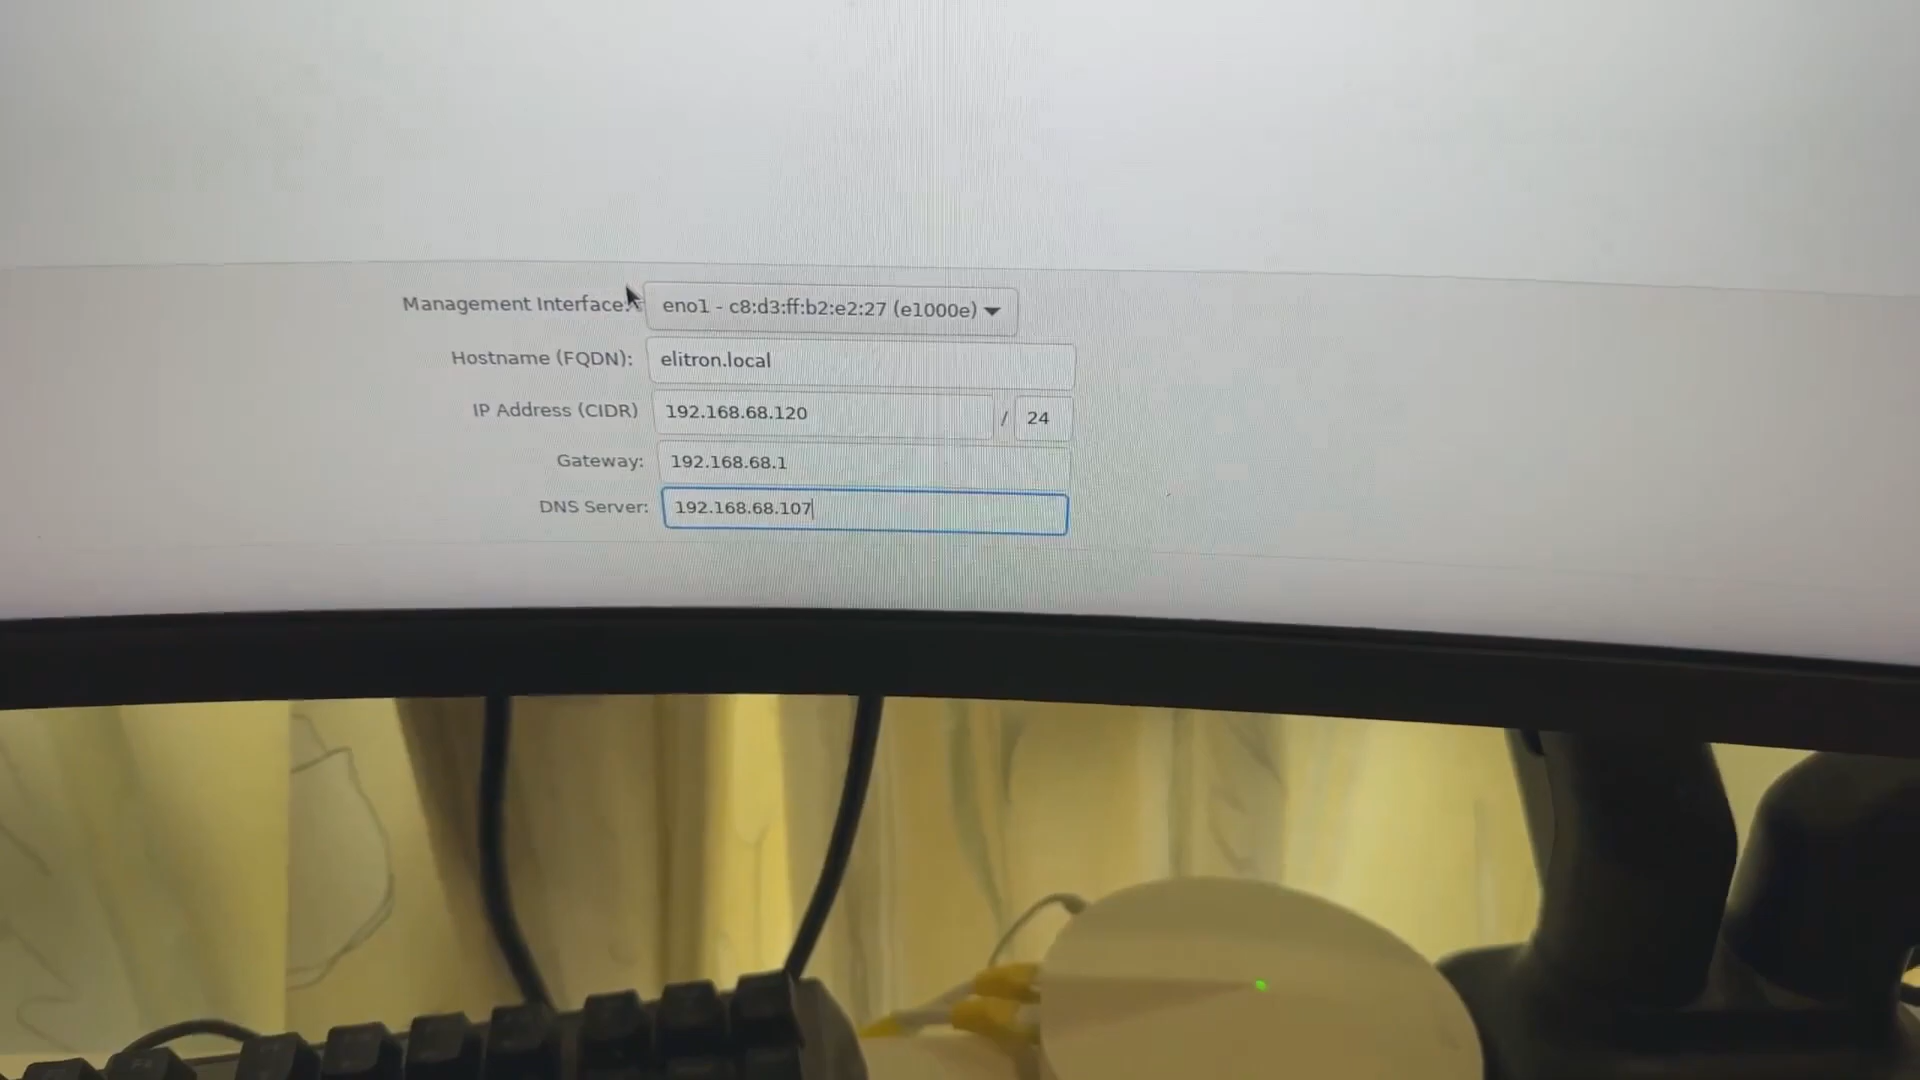 Management Interface: eno1 - c8:d3:ff:b2:e2:27 (e1000e)
Hostname (FQDN): elitron.local
IP Address (CIDR) 192.168.68.120 / 24
Gateway: 192.168.68.1
DNS Server: 192.168.68.107